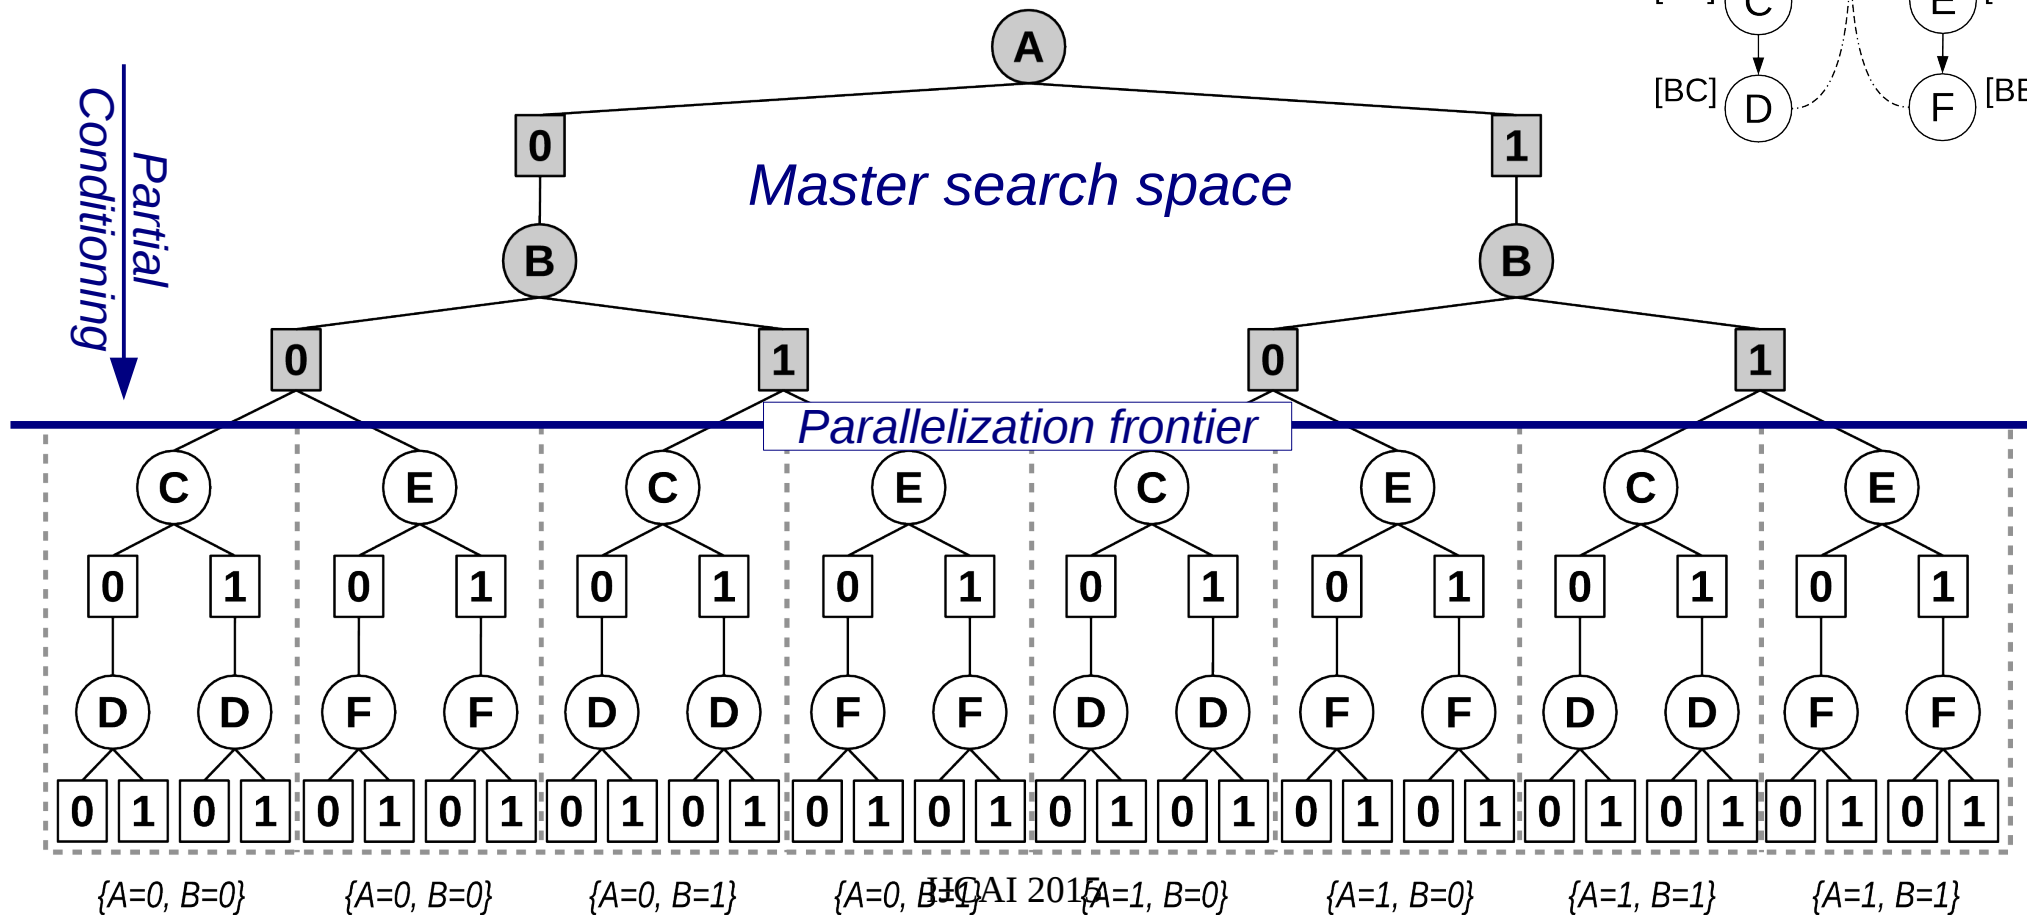 A
C
E
[BC]
D
F
[BE
0
1
Master search space
Partial
Conditioning
B
B
0
1
0
1
Parallelization frontier
C
E
C
E
C
E
C
E
0 1 0 1 0 1 0 1 0 1 0 1 0 1 0 1
D D F F D D F F D D F F D D F F
0 1 0 1 0 1 0 1 0 1 0 1 0 1 0 1 0 1 0 1 0 1 0 1 0 1 0 1 0 1 0 1
{A=0, B=0}
{A=0, B=0}
{A=0, B=1}
{A=0, B=1}
{A=1, B=0}
{A=1, B=0}
{A=1, B=1}
{A=1, B=1}
IJCAI 2015